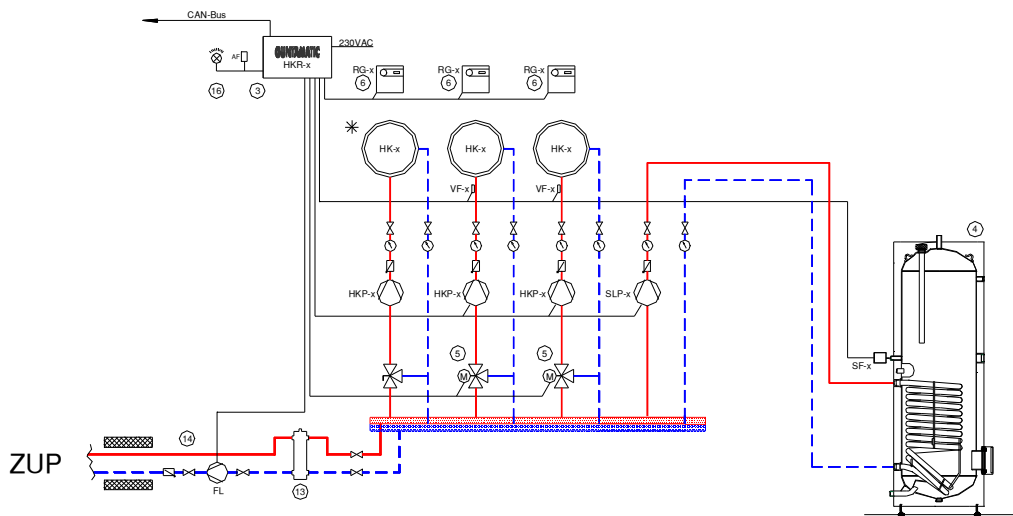 CAN-Bus
GUNTAMATIC
HKR-x
230VAC
AF
16
3
RG-x
6
RG-x
6
RG-x
6
HK-x
HK-x
HK-x
VF-x
VF-x
4
HKP-x
HKP-x
HKP-x
SLP-x
5
5
M
M
SF-x
14
ZUP
FL
13